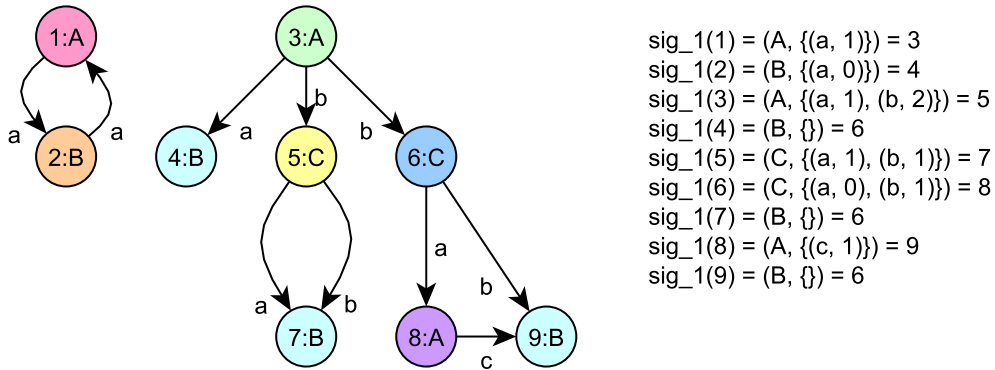 1:A
3:A
a
a
2:B
a
b
b
4:B
5:C
6:C
a
b
a
b
7:B
8:A
c
9:B
sig_1(1) = (A, {(a, 1)}) = 3
sig_1(2) = (B, {(a, 0)}) = 4
sig_1(3) = (A, {(a, 1), (b, 2)}) = 5
sig_1(4) = (B, {}) = 6
sig_1(5) = (C, {(a, 1), (b, 1)}) = 7
sig_1(6) = (C, {(a, 0), (b, 1)}) = 8
sig_1(7) = (B, {}) = 6
sig_1(8) = (A, {(c, 1)}) = 9
sig_1(9) = (B, {}) = 6